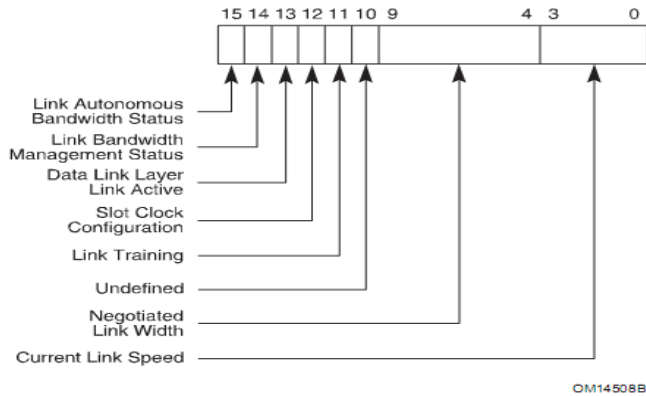 15 14 13 12 11 10 9 4 3 0
Link Autonomous
Bandwidth Status
Link Bandwidth
Management Status
Data Link Layer
Link Active
Slot Clock
Configuration
Link Training
Undefined
Negotiated
Link Width
Current Link Speed
OM14508B